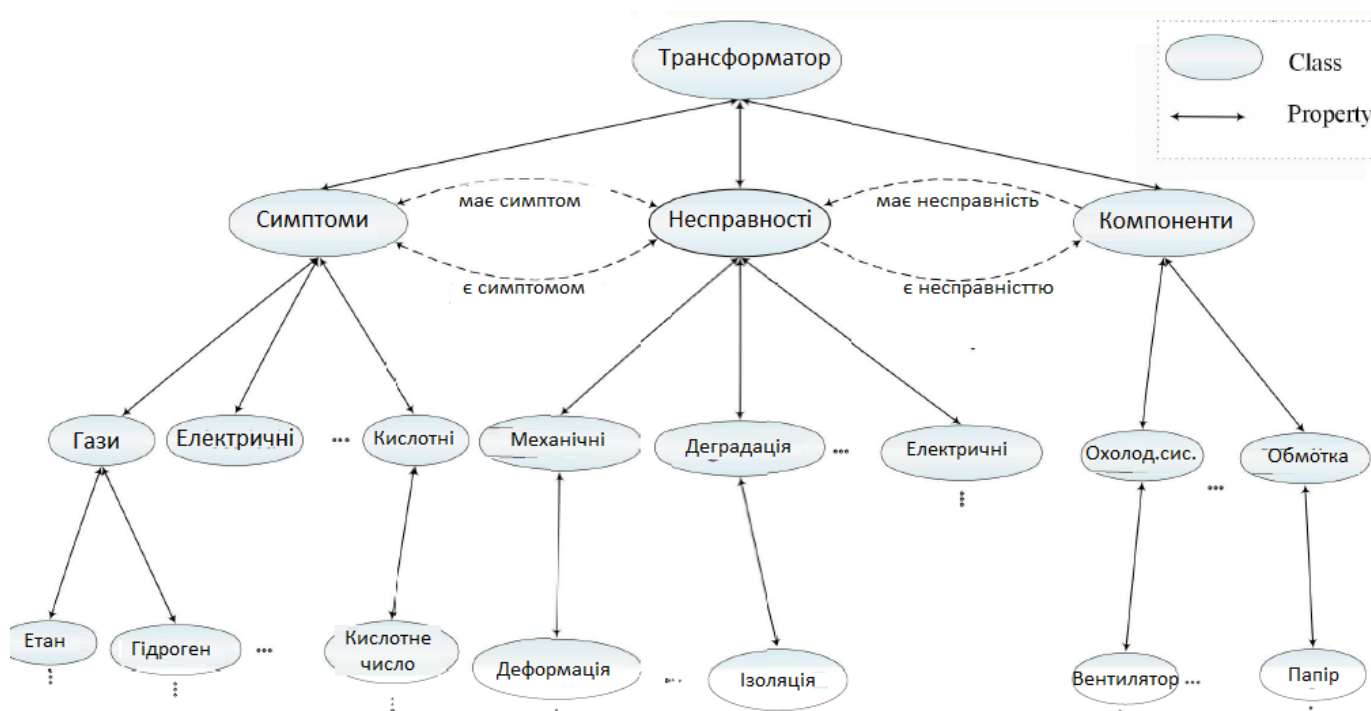 Трансформатор
Class
Property
Симптоми
має симптом
Несправності
має несправність
Компоненти
є симптомом
є несправністтю
Гази
Електричні
...
Кислотні
Механічні
Деградація
...
Електричні
Охолод.сис.
...
Обмотка
Етан
Гідроген
...
Кислотне
число
Деформація
...
Ізоляція
Вентилятор
...
Папір